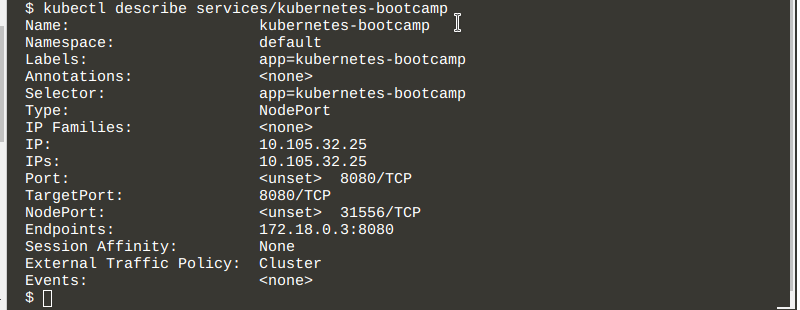 $ kubectl describe services/kubernetes-bootcamp
Name:                     kubernetes-bootcamp
Namespace:                default
Labels:                   app=kubernetes-bootcamp
Annotations:              <none>
Selector:                 app=kubernetes-bootcamp
Type:                     NodePort
IP Families:              <none>
IP:                       10.105.32.25
IPs:                      10.105.32.25
Port:                     <unset>  8080/TCP
TargetPort:               8080/TCP
NodePort:                 <unset>  31556/TCP
Endpoints:                172.18.0.3:8080
Session Affinity:         None
External Traffic Policy:  Cluster
Events:                   <none>
$